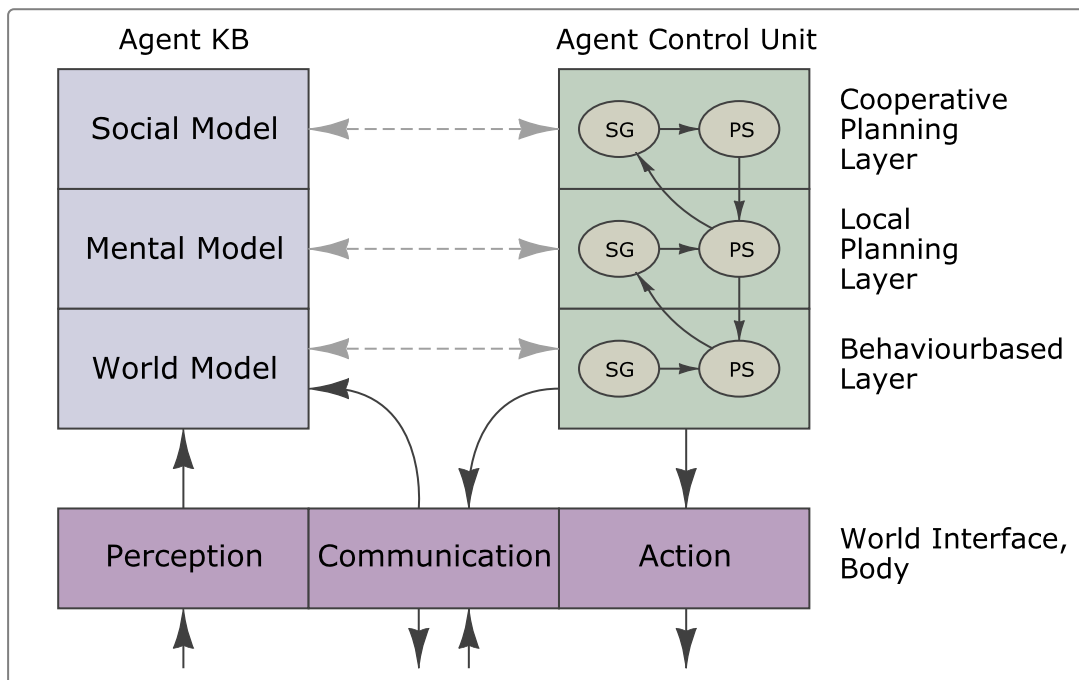 Agent KB
Agent Control Unit
Social Model
SG
PS
Cooperative
Planning
Layer
Mental Model
SG
PS
Local
Planning
Layer
World Model
SG
PS
Behaviourbased
Layer
Perception
Communication
Action
World Interface,
Body